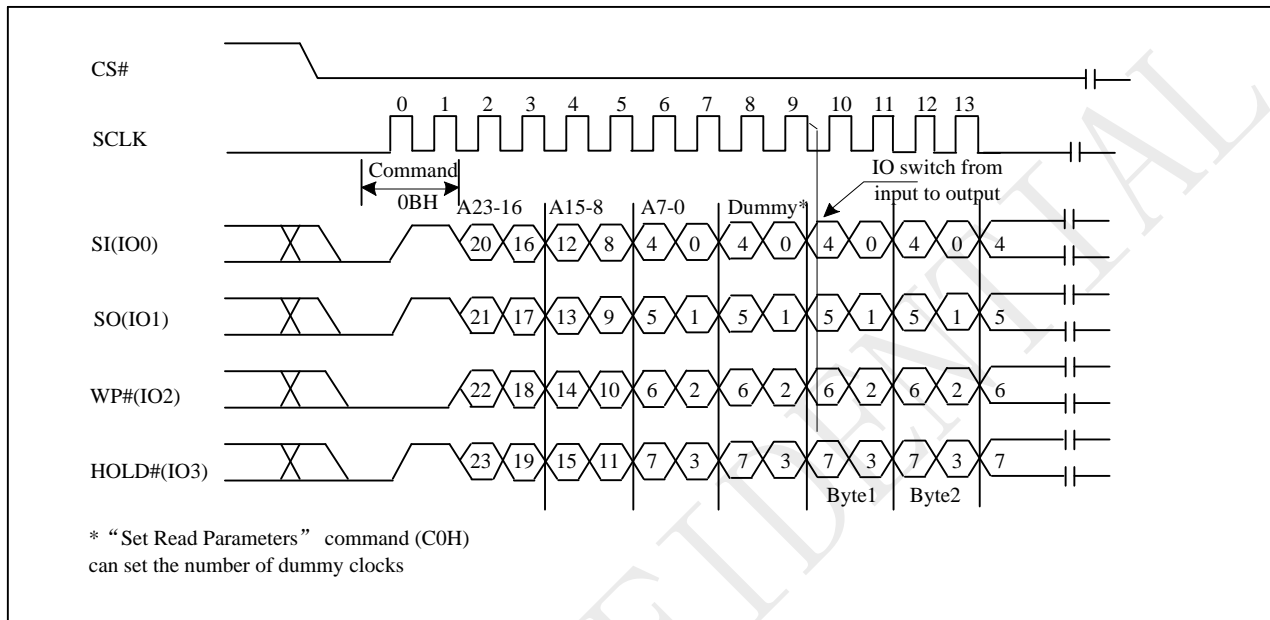 CS#
0 1 2 3 4 5 6 7 8 9 10 11 12 13
SCLK
Command
0BH
IO switch from
input to output
A23-16 A15-8 A7-0 Dummy*
SI(IO0) 20 16 12 8 4 0 4 0 4 0 4 0 4
SO(IO1) 21 17 13 9 5 1 5 1 5 1 5 1 5
WP#(IO2) 22 18 14 10 6 2 6 2 6 2 6 2 6
HOLD#(IO3) 23 19 15 11 7 3 7 3 7 3 7 3 7
Byte1 Byte2
* “Set Read Parameters” command (C0H)
can set the number of dummy clocks
FIDENTIAL